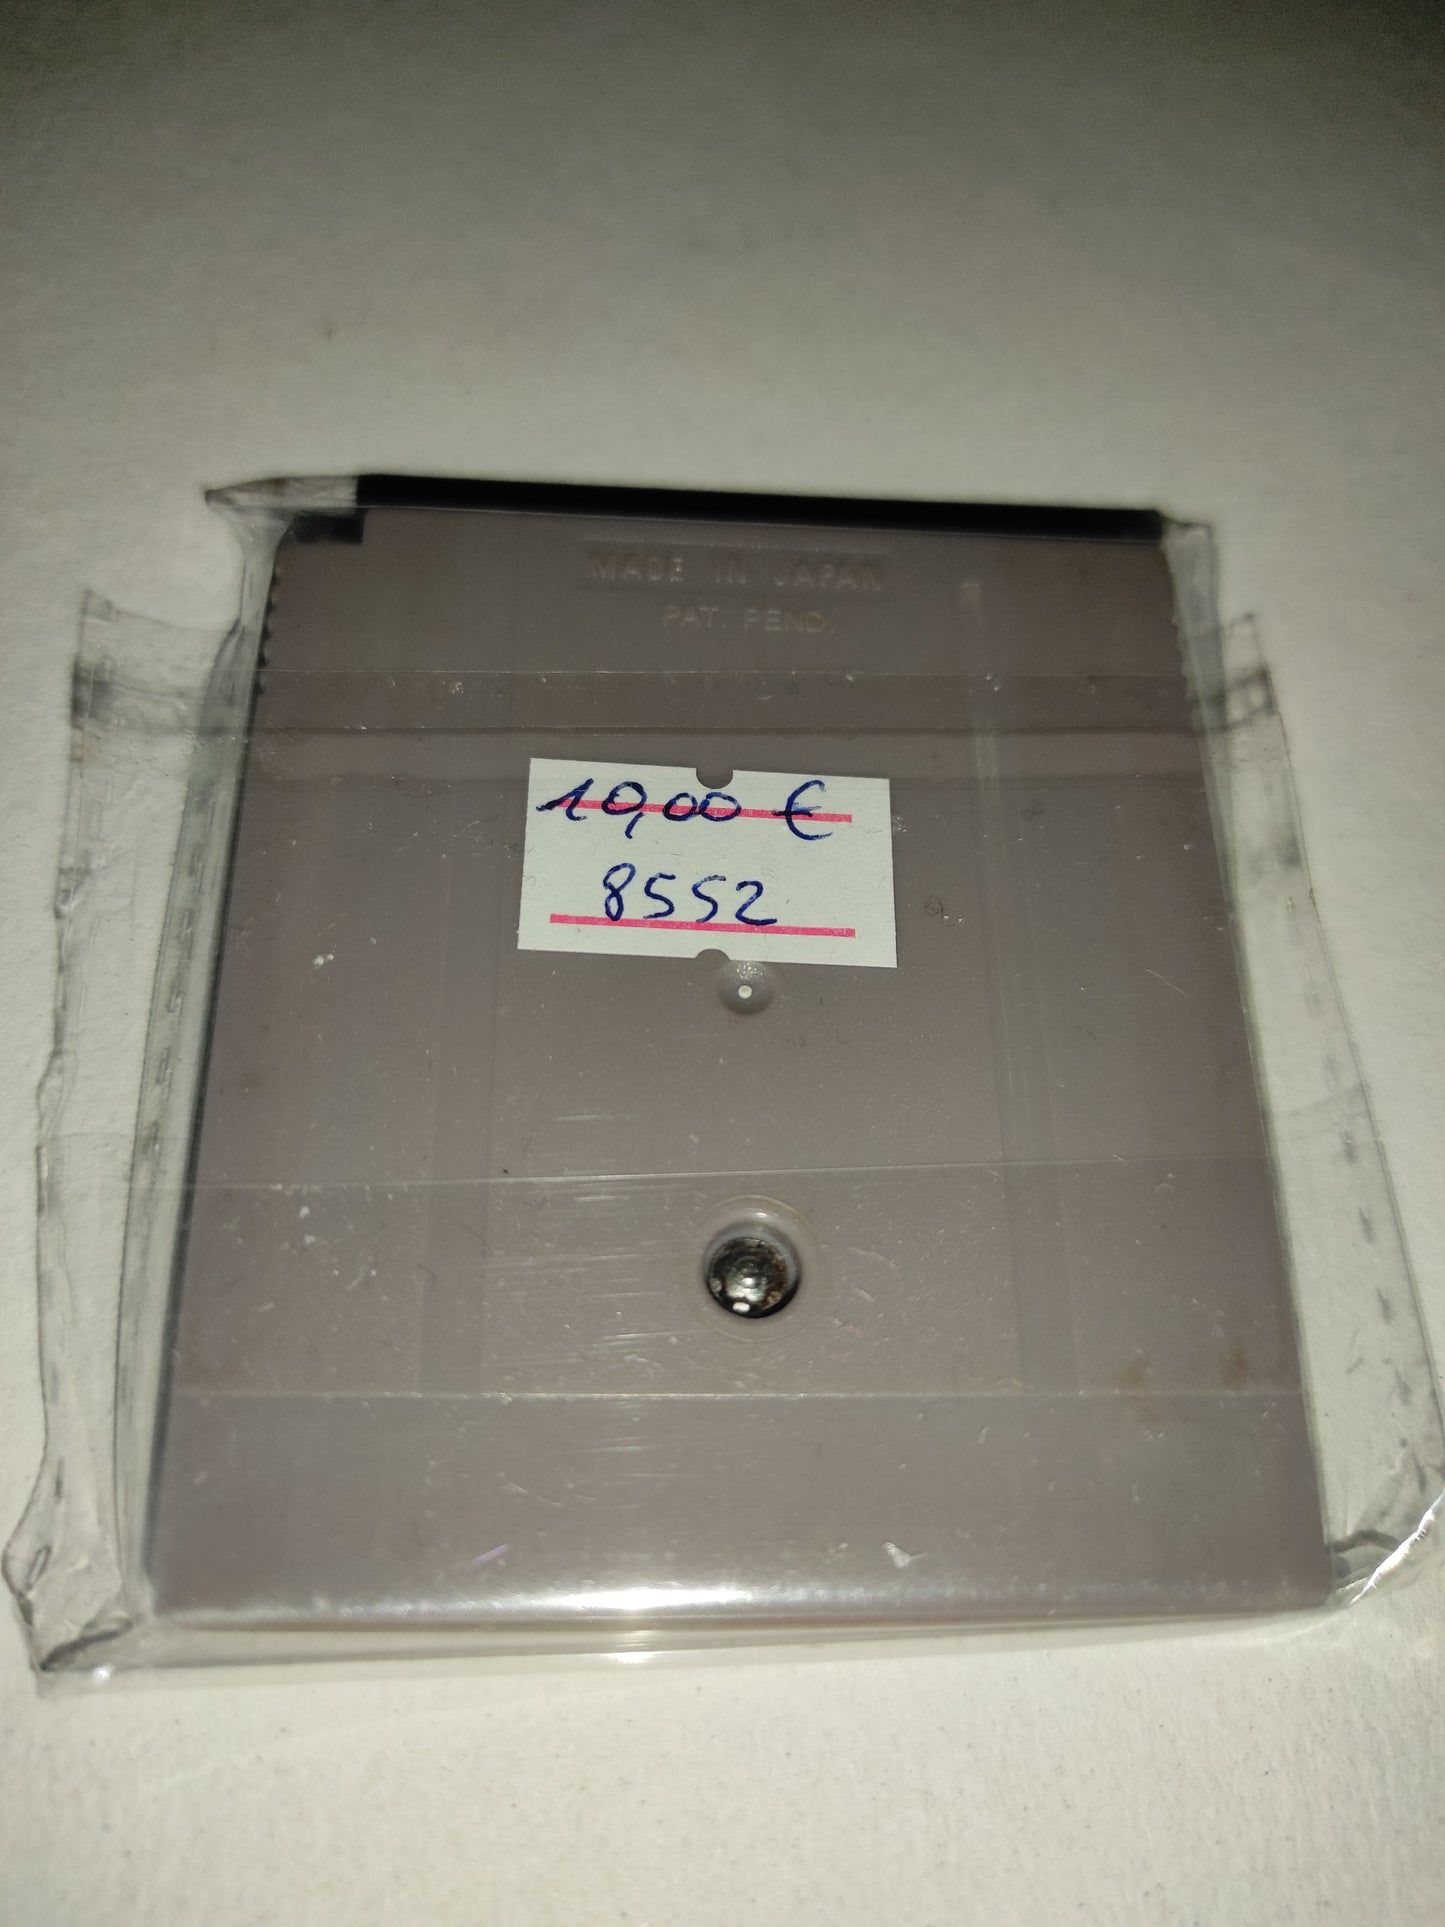 MADE IN JAPAN
PAT. PEND.
10,00 €
8552